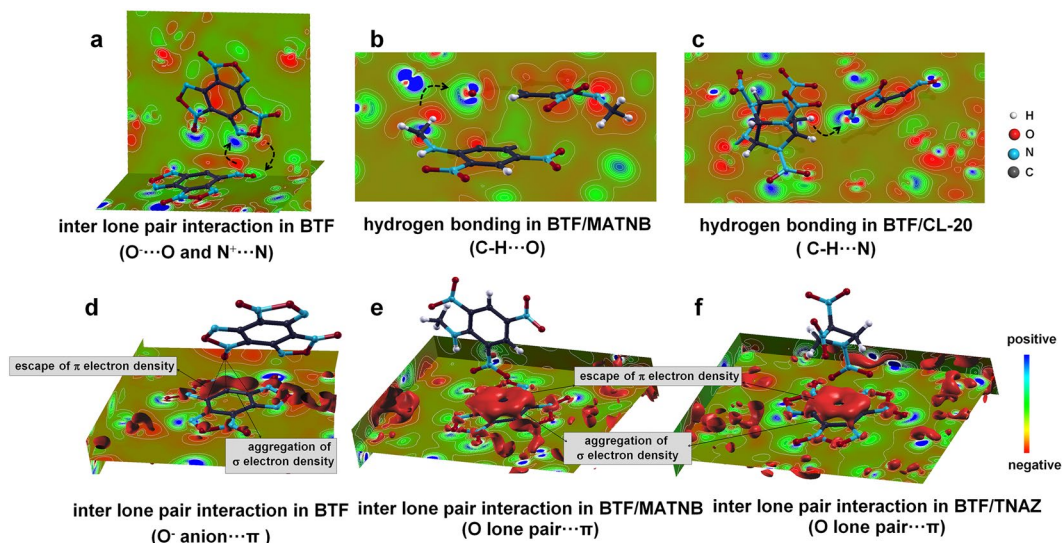 a
b
c
H
O
N
C
inter lone pair interaction in BTF
(O⁻···O and N⁺···N)
hydrogen bonding in BTF/MATNB
(C-H···O)
hydrogen bonding in BTF/CL-20
( C-H···N)
d
e
f
escape of π electron density
aggregation of
σ electron density
escape of π electron density
aggregation of
σ electron density
positive
negative
inter lone pair interaction in BTF
(O⁻ anion···π )
inter lone pair interaction in BTF/MATNB
(O lone pair···π)
inter lone pair interaction in BTF/TNAZ
(O lone pair···π)